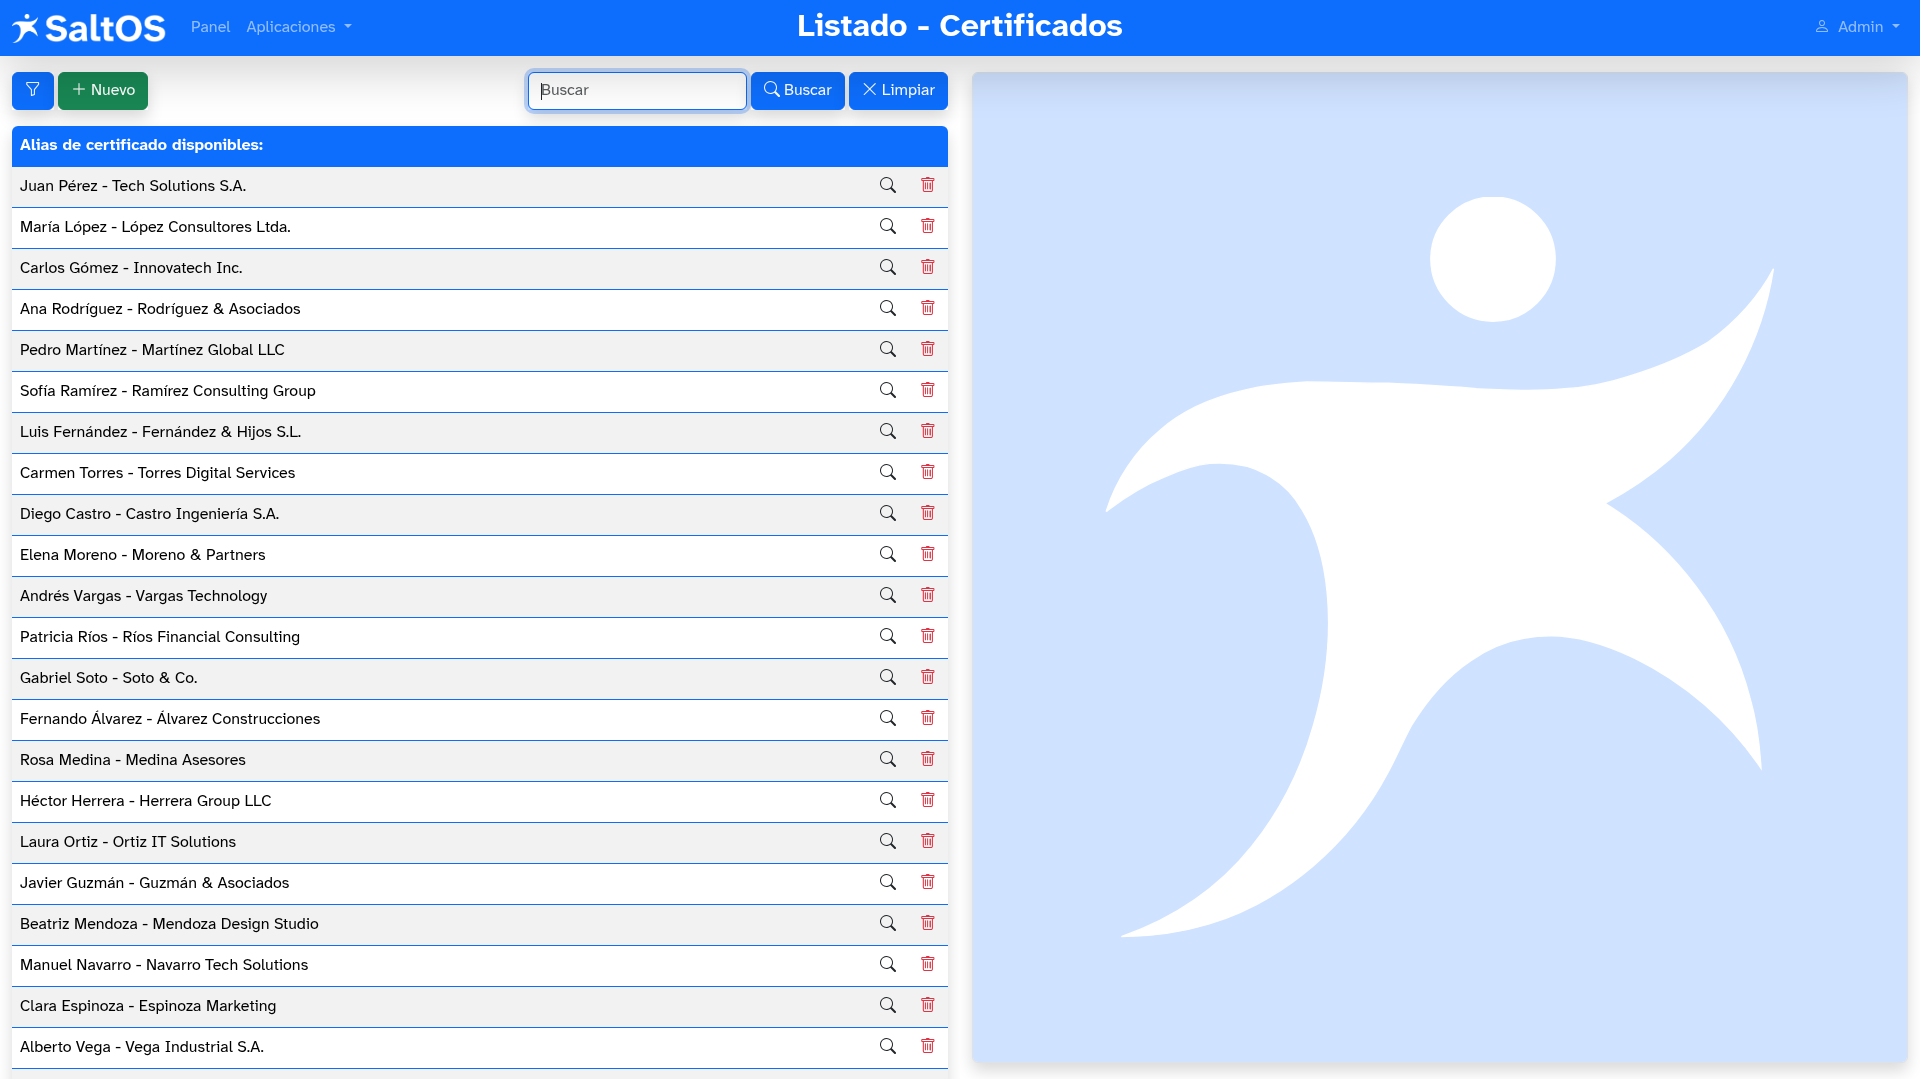 SaltOS Panel Aplicaciones Listado - Certificados Admin
Nuevo Buscar Buscar Limpiar
Alias de certificado disponibles:
Juan Pérez - Tech Solutions S.A.
María López - López Consultores Ltda.
Carlos Gómez - Innovatech Inc.
Ana Rodríguez - Rodríguez & Asociados
Pedro Martínez - Martínez Global LLC
Sofía Ramírez - Ramírez Consulting Group
Luis Fernández - Fernández & Hijos S.L.
Carmen Torres - Torres Digital Services
Diego Castro - Castro Ingeniería S.A.
Elena Moreno - Moreno & Partners
Andrés Vargas - Vargas Technology
Patricia Ríos - Ríos Financial Consulting
Gabriel Soto - Soto & Co.
Fernando Álvarez - Álvarez Construcciones
Rosa Medina - Medina Asesores
Héctor Herrera - Herrera Group LLC
Laura Ortiz - Ortiz IT Solutions
Javier Guzmán - Guzmán & Asociados
Beatriz Mendoza - Mendoza Design Studio
Manuel Navarro - Navarro Tech Solutions
Clara Espinoza - Espinoza Marketing
Alberto Vega - Vega Industrial S.A.